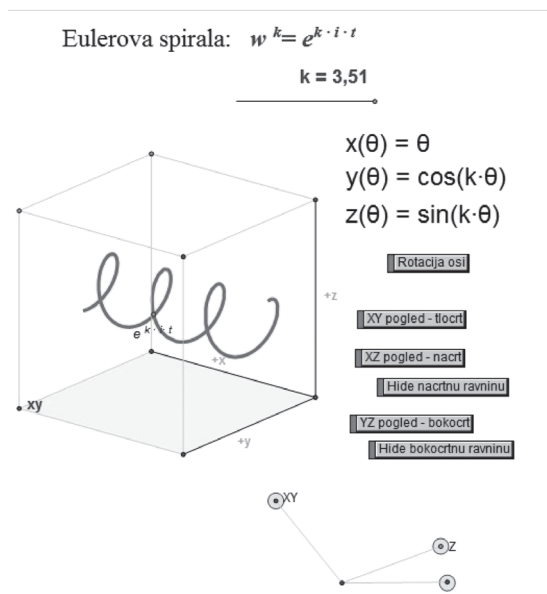 Eulerova spirala: w k= e k · i · t
k = 3,51
x(θ) = θ
y(θ) = cos(k·θ)
z(θ) = sin(k·θ)
Rotacija osi
+z
XY pogled - tlocrt
e k · i · t
+x
XZ pogled - nacrt
Hide nacrtnu ravninu
xy
YZ pogled - bokocrt
+y
Hide bokocrtnu ravninu
XY
Z